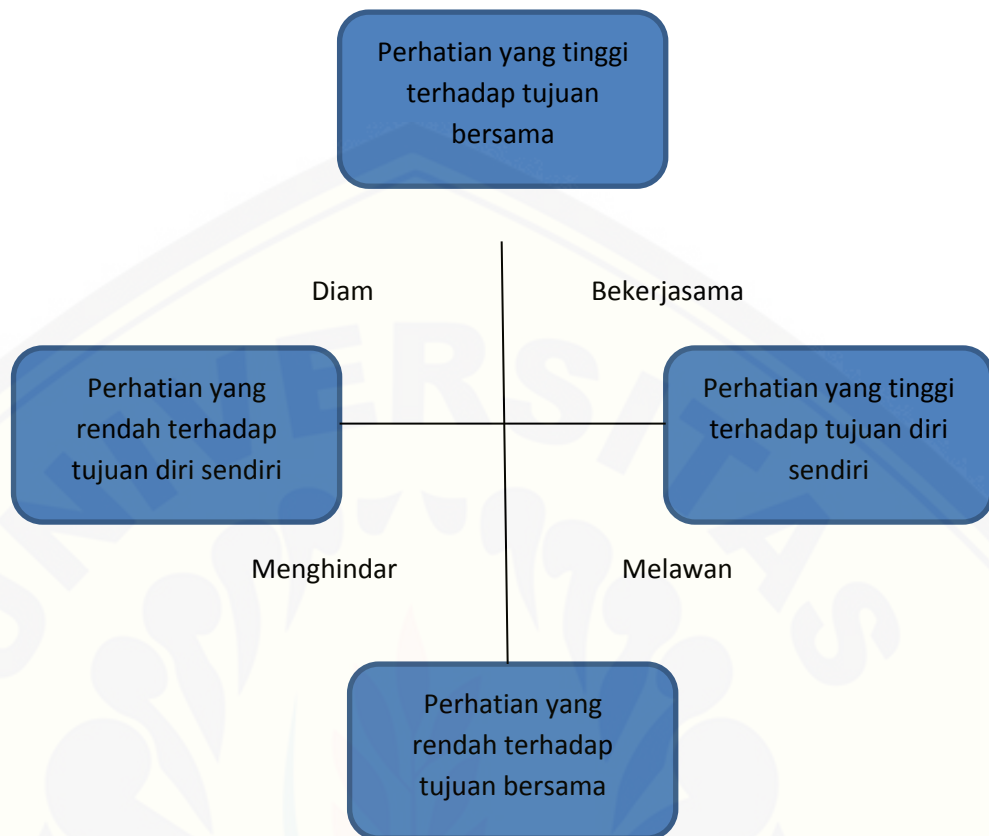 Perhatian yang tinggi
terhadap tujuan
bersama
Diam
Bekerjasama
Perhatian yang
rendah terhadap
tujuan diri sendiri
Perhatian yang tinggi
terhadap tujuan diri
sendiri
Menghindar
Melawan
Perhatian yang
rendah terhadap
tujuan bersama
UNIVERSITAS